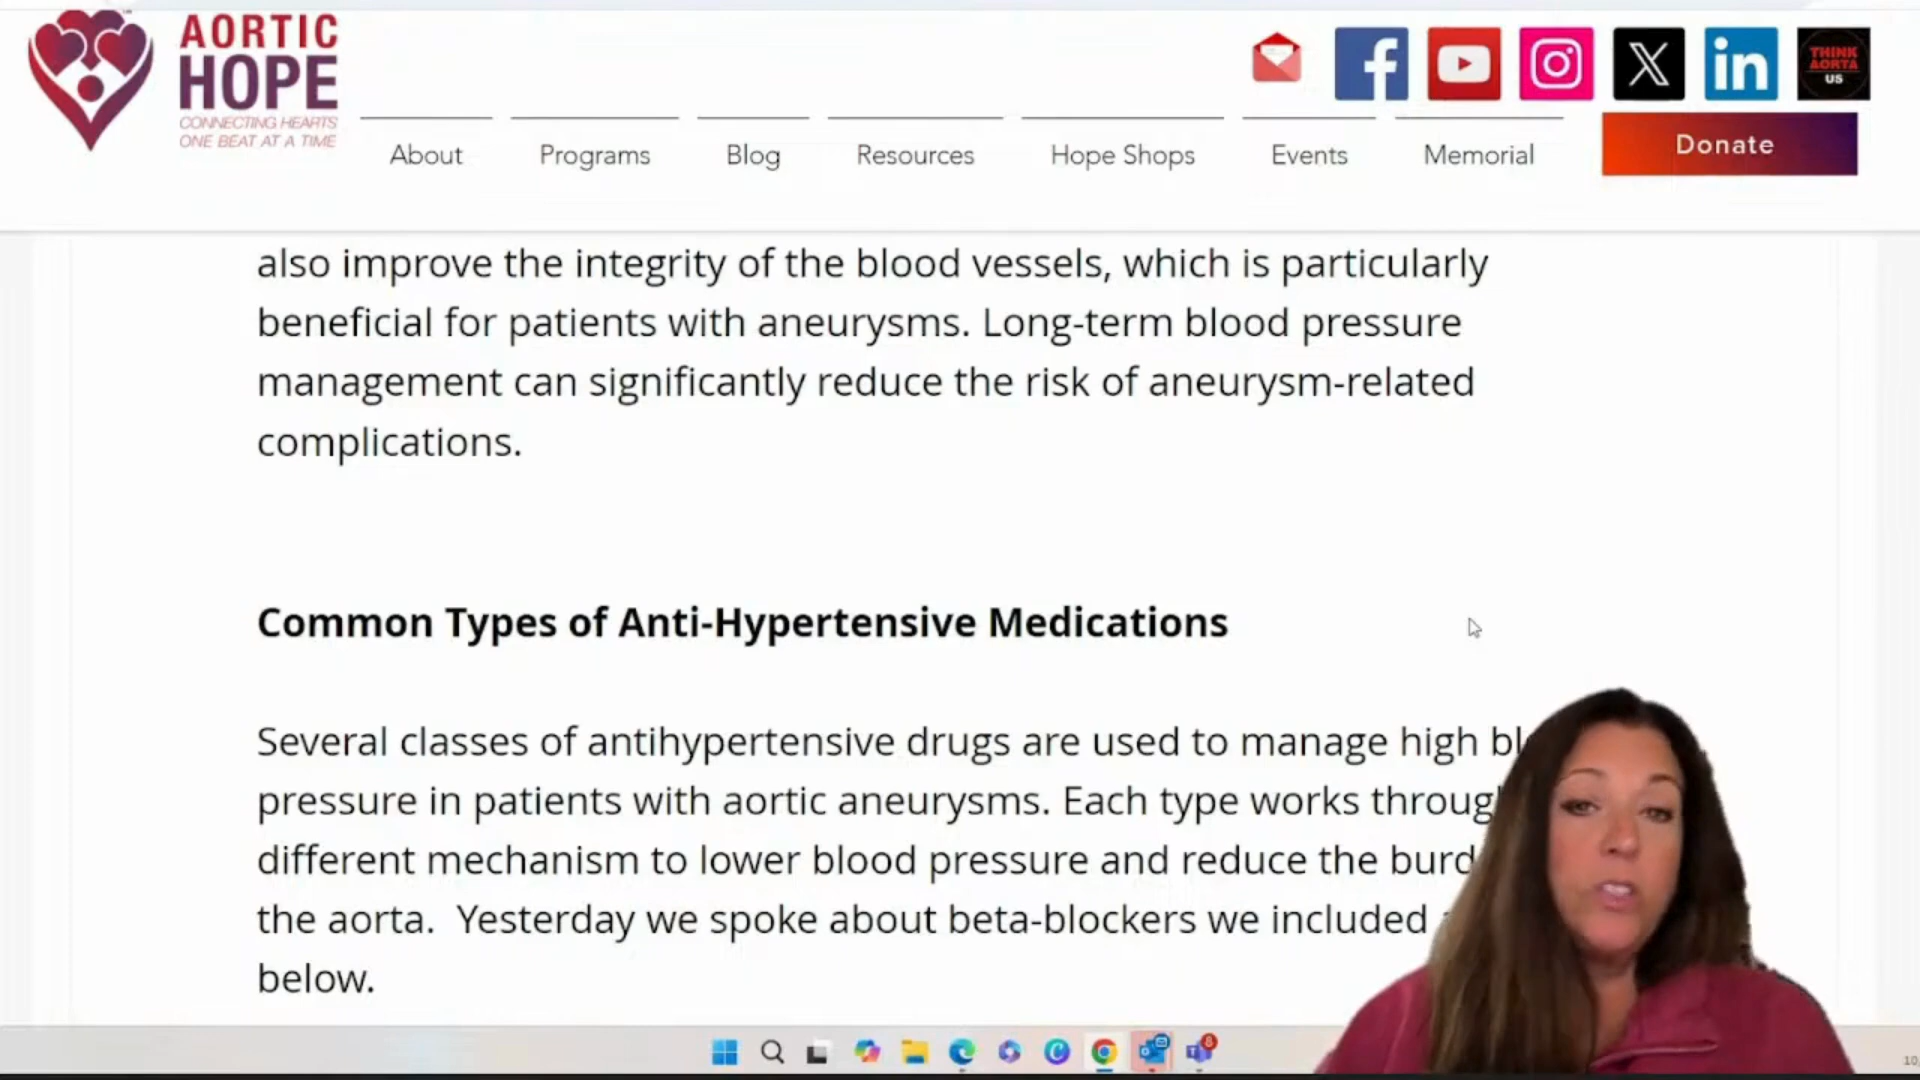 AORTIC
HOPE
CONNECTING HEARTS
ONE BEAT AT A TIME
THINK
AORTA
US
About Programs Blog Resources Hope Shops Events Memorial Donate
also improve the integrity of the blood vessels, which is particularly
beneficial for patients with aneurysms. Long-term blood pressure
management can significantly reduce the risk of aneurysm-related
complications.
Common Types of Anti-Hypertensive Medications
Several classes of antihypertensive drugs are used to manage high
pressure in patients with aortic aneurysms. Each type works
different mechanism to lower blood pressure and reduce the
the aorta.  Yesterday we spoke about beta-blockers we included
below.
8